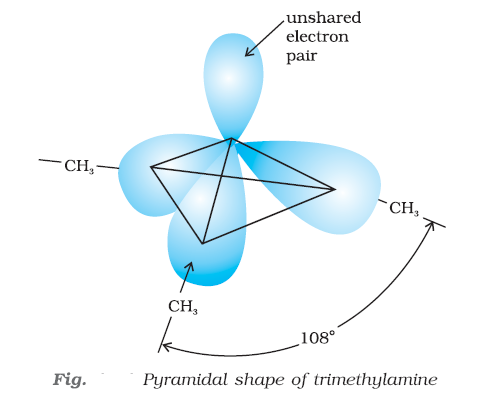 unshared
electron
pair
CH₃
CH₃
CH₃
108°
Fig. Pyramidal shape of trimethylamine